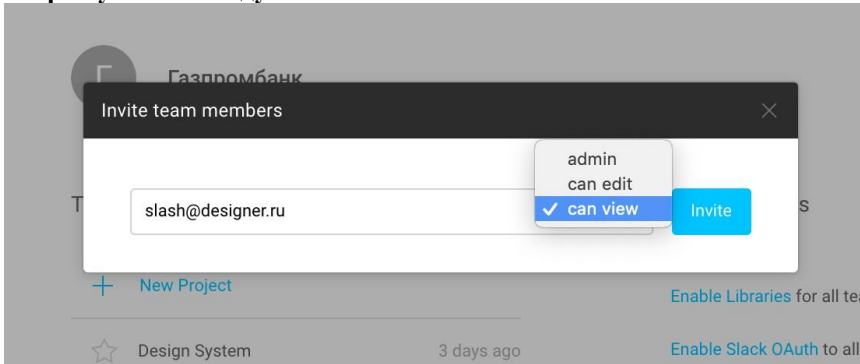 Г
Газпромбанк
Invite team members
admin
can edit
✓ can view
slash@designer.ru
Invite
T
s
+ New Project
Enable Libraries for all tea
Design System 3 days ago
Enable Slack OAuth to all